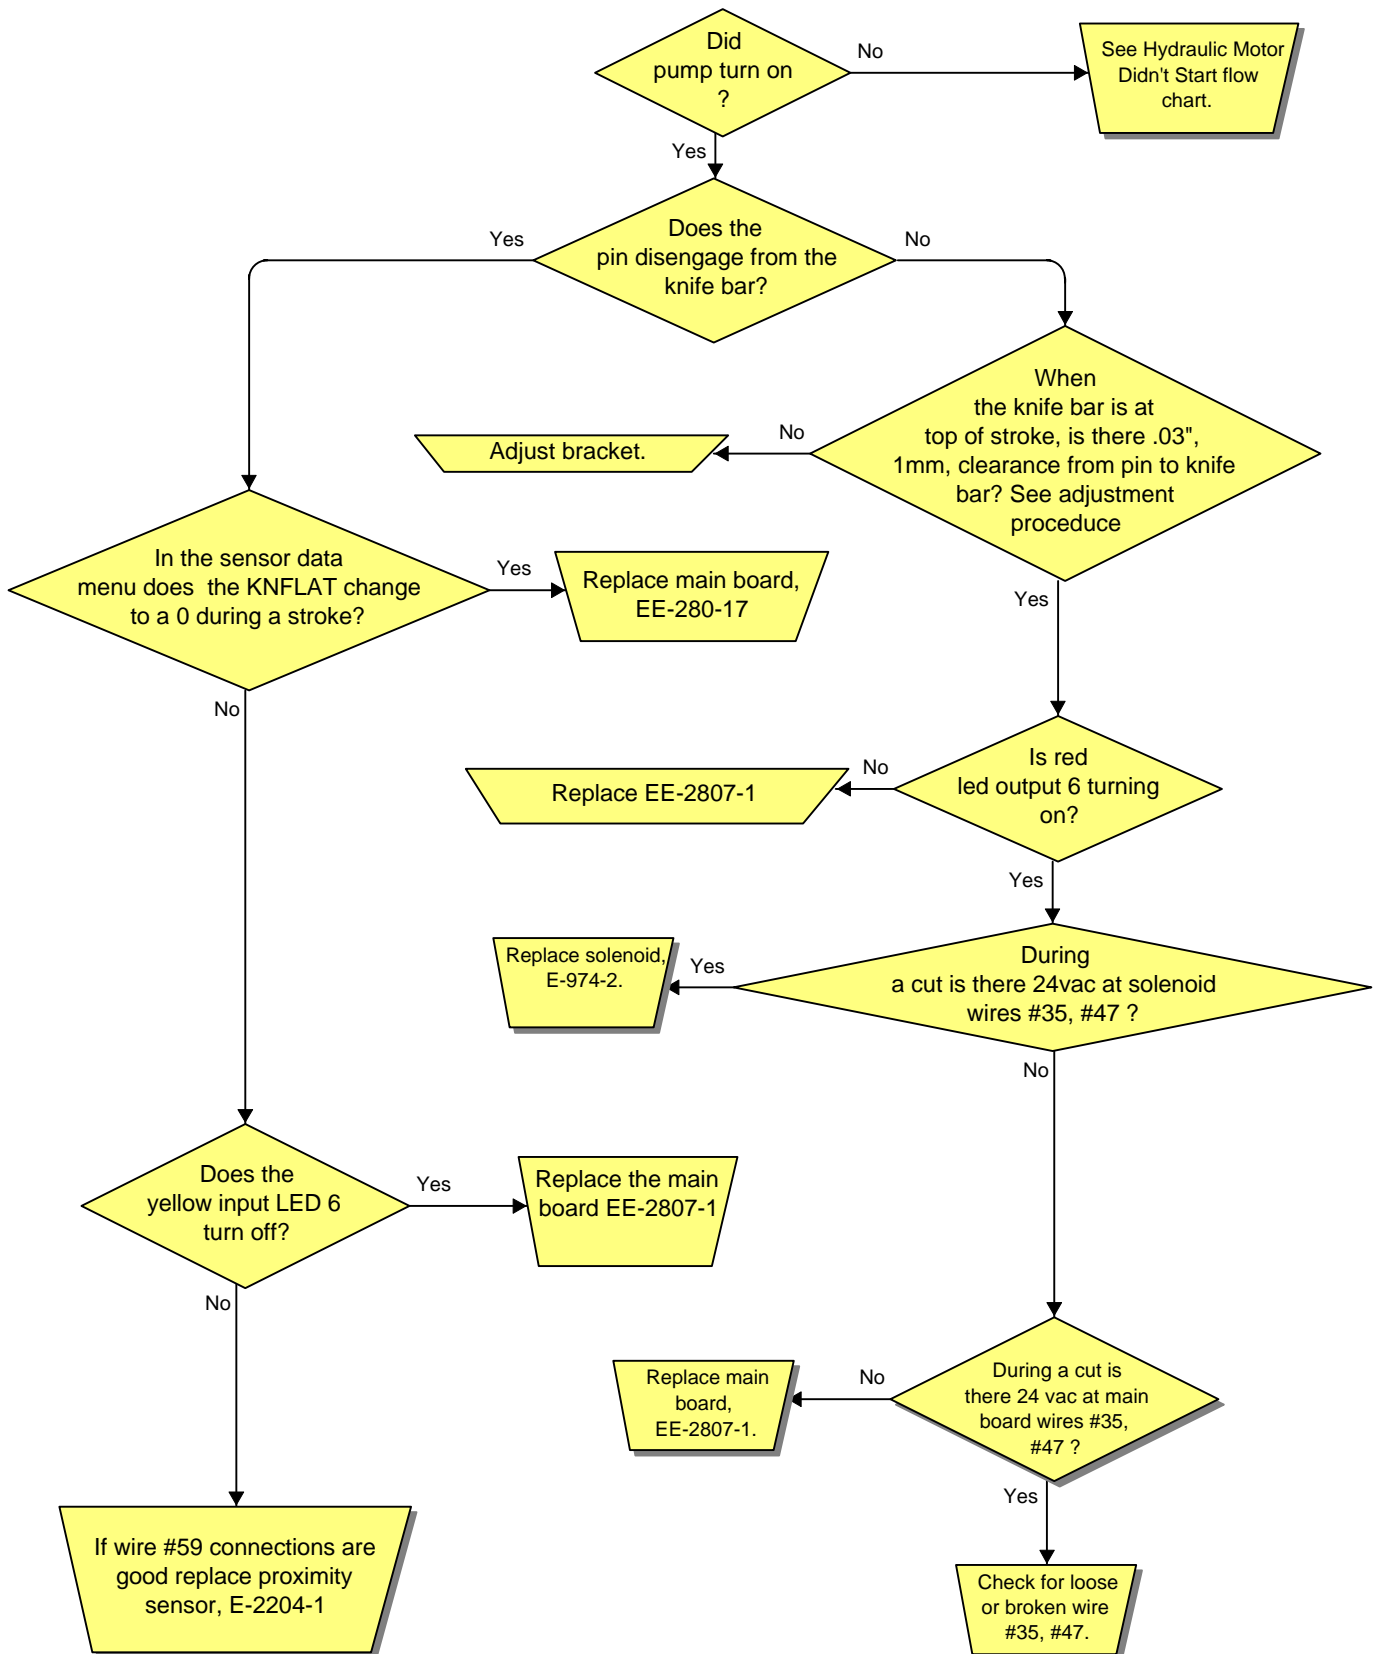 Did
pump turn on
?
No
See Hydraulic Motor
Didn't Start flow
chart.
Yes
Does the
pin disengage from the
knife bar?
Yes
No
When
the knife bar is at
top of stroke, is there .03",
1mm, clearance from pin to knife
bar? See adjustment
proceduce
No
Adjust bracket.
In the sensor data
menu does the KNFLAT change
to a 0 during a stroke?
Yes
Replace main board,
EE-280-17
Yes
No
Is red
led output 6 turning
on?
No
Replace EE-2807-1
Yes
During
a cut is there 24vac at solenoid
wires #35, #47 ?
Yes
Replace solenoid,
E-974-2.
No
Does the
yellow input LED 6
turn off?
Yes
Replace the main
board EE-2807-1
No
During a cut is
there 24 vac at main
board wires #35,
#47 ?
No
Replace main
board,
EE-2807-1.
Yes
If wire #59 connections are
good replace proximity
sensor, E-2204-1
Check for loose
or broken wire
#35, #47.